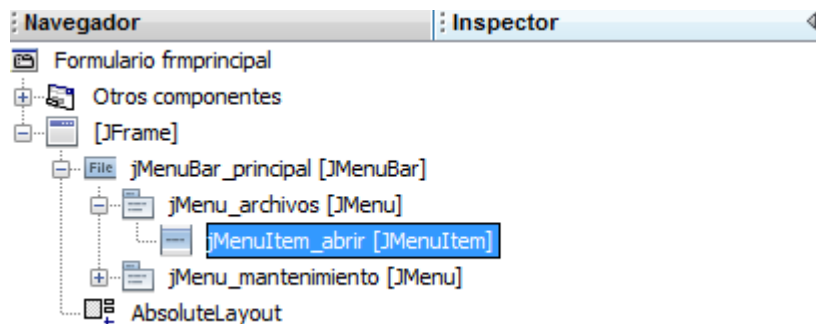 Navegador Inspector
Formulario frmprincipal
Otros componentes
[JFrame]
File jMenuBar_principal [JMenuBar]
jMenu_archivos [JMenu]
jMenuItem_abrir [JMenuItem]
jMenu_mantenimiento [JMenu]
AbsoluteLayout